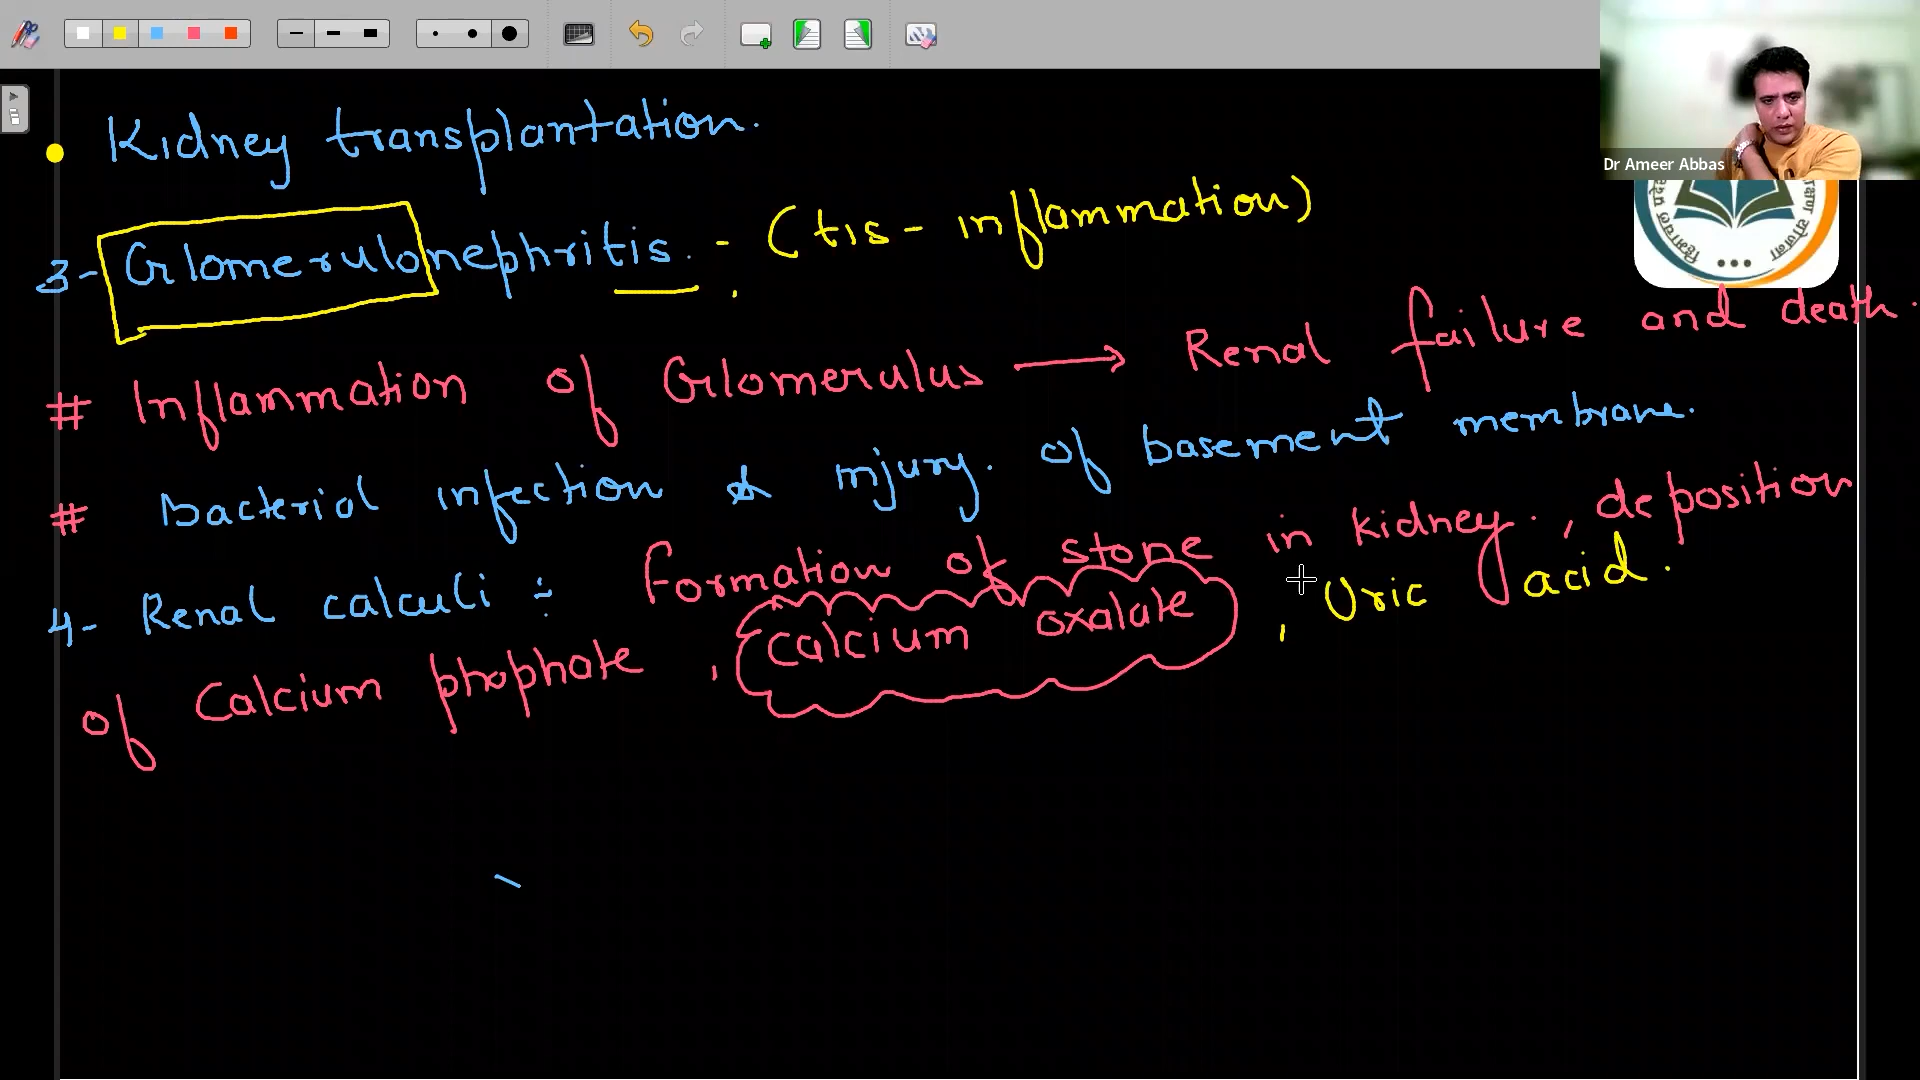 Dr Ameer Abbas
• Kidney transplantation.
3- Glomerulonephritis. - (tis - inflammation)
# Inflammation of Glomerulus → Renal failure and death.
# Bacterial infection & injury. of basement membrane.
4- Renal calculi ÷ Formation of stone in kidney. , deposition
of Calcium phophate , calcium oxalate , Uric acid.